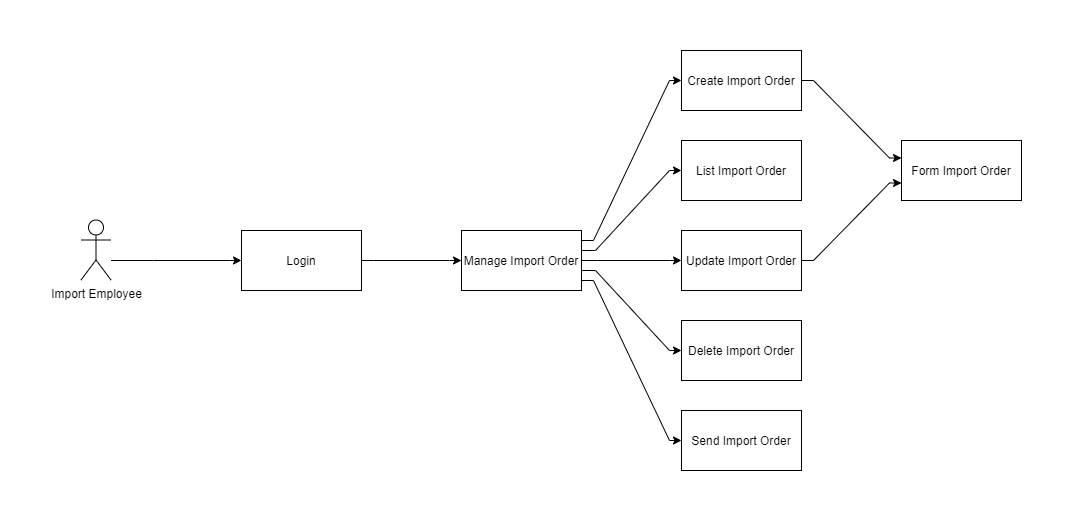 Import Employee
Login
Manage Import Order
Create Import Order
List Import Order
Update Import Order
Delete Import Order
Send Import Order
Form Import Order